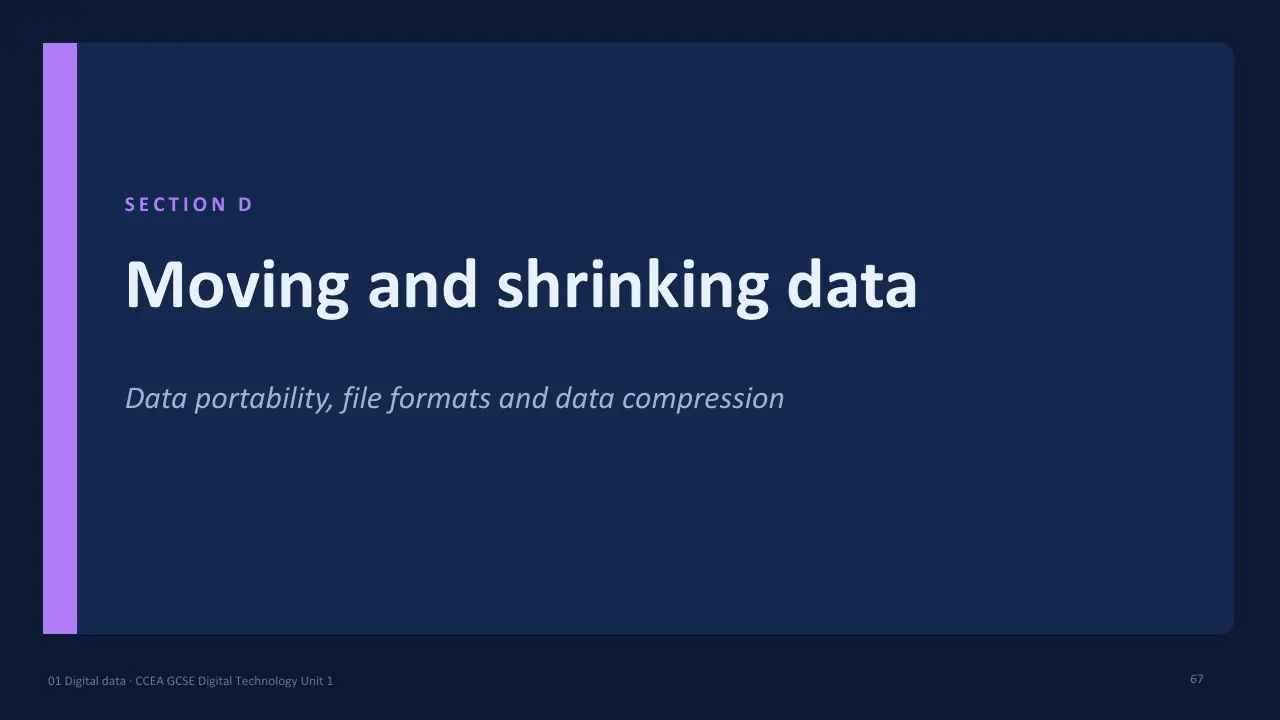 SECTION D
Moving and shrinking data
Data portability, file formats and data compression
01 Digital data · CCEA GCSE Digital Technology Unit 1
67